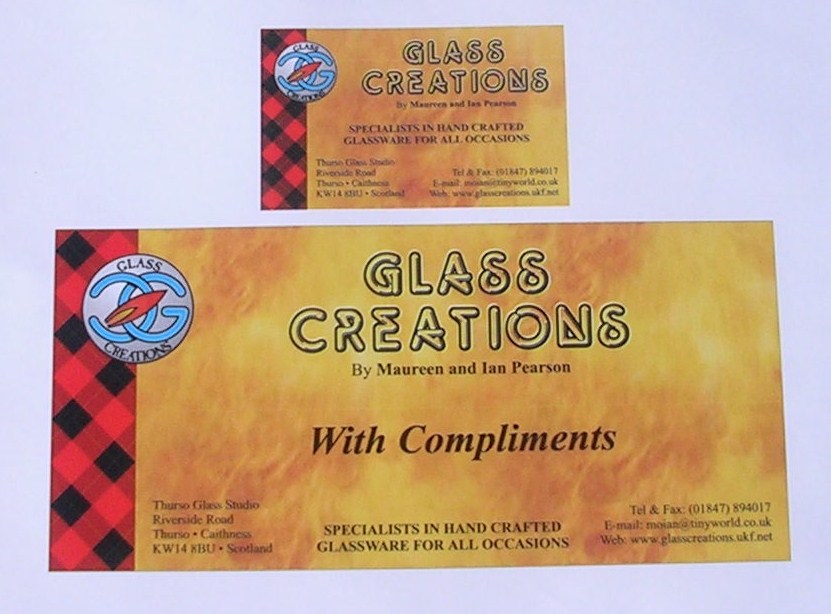 GLASS
CREATIONS
GLASS
CREATIONS
By Maureen and Ian Pearson
SPECIALISTS IN HAND CRAFTED
GLASSWARE FOR ALL OCCASIONS
Thurso Glass Studio
Riverside Road
Thurso • Caithness
KW14 8BU • Scotland
Tel & Fax: (01847) 894017
E-mail: moian@tinyworld.co.uk
Web: www.glasscreations.ukf.net
GLASS
CG
CREATIONS
GLASS
CREATIONS
By Maureen and Ian Pearson
With Compliments
Thurso Glass Studio
Riverside Road
Thurso • Caithness
KW14 8BU • Scotland
SPECIALISTS IN HAND CRAFTED
GLASSWARE FOR ALL OCCASIONS
Tel & Fax: (01847) 894017
E-mail: moian@tinyworld.co.uk
Web: www.glasscreations.ukf.net